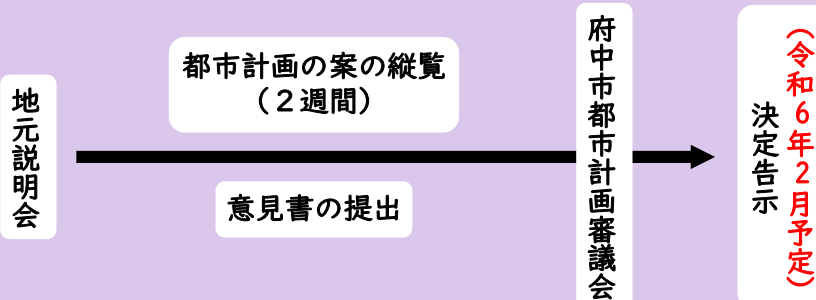 地元説明会
都市計画の案の縦覧
（２週間）
意見書の提出
府中市都市計画審議会
決定告示
（令和６年２月予定）